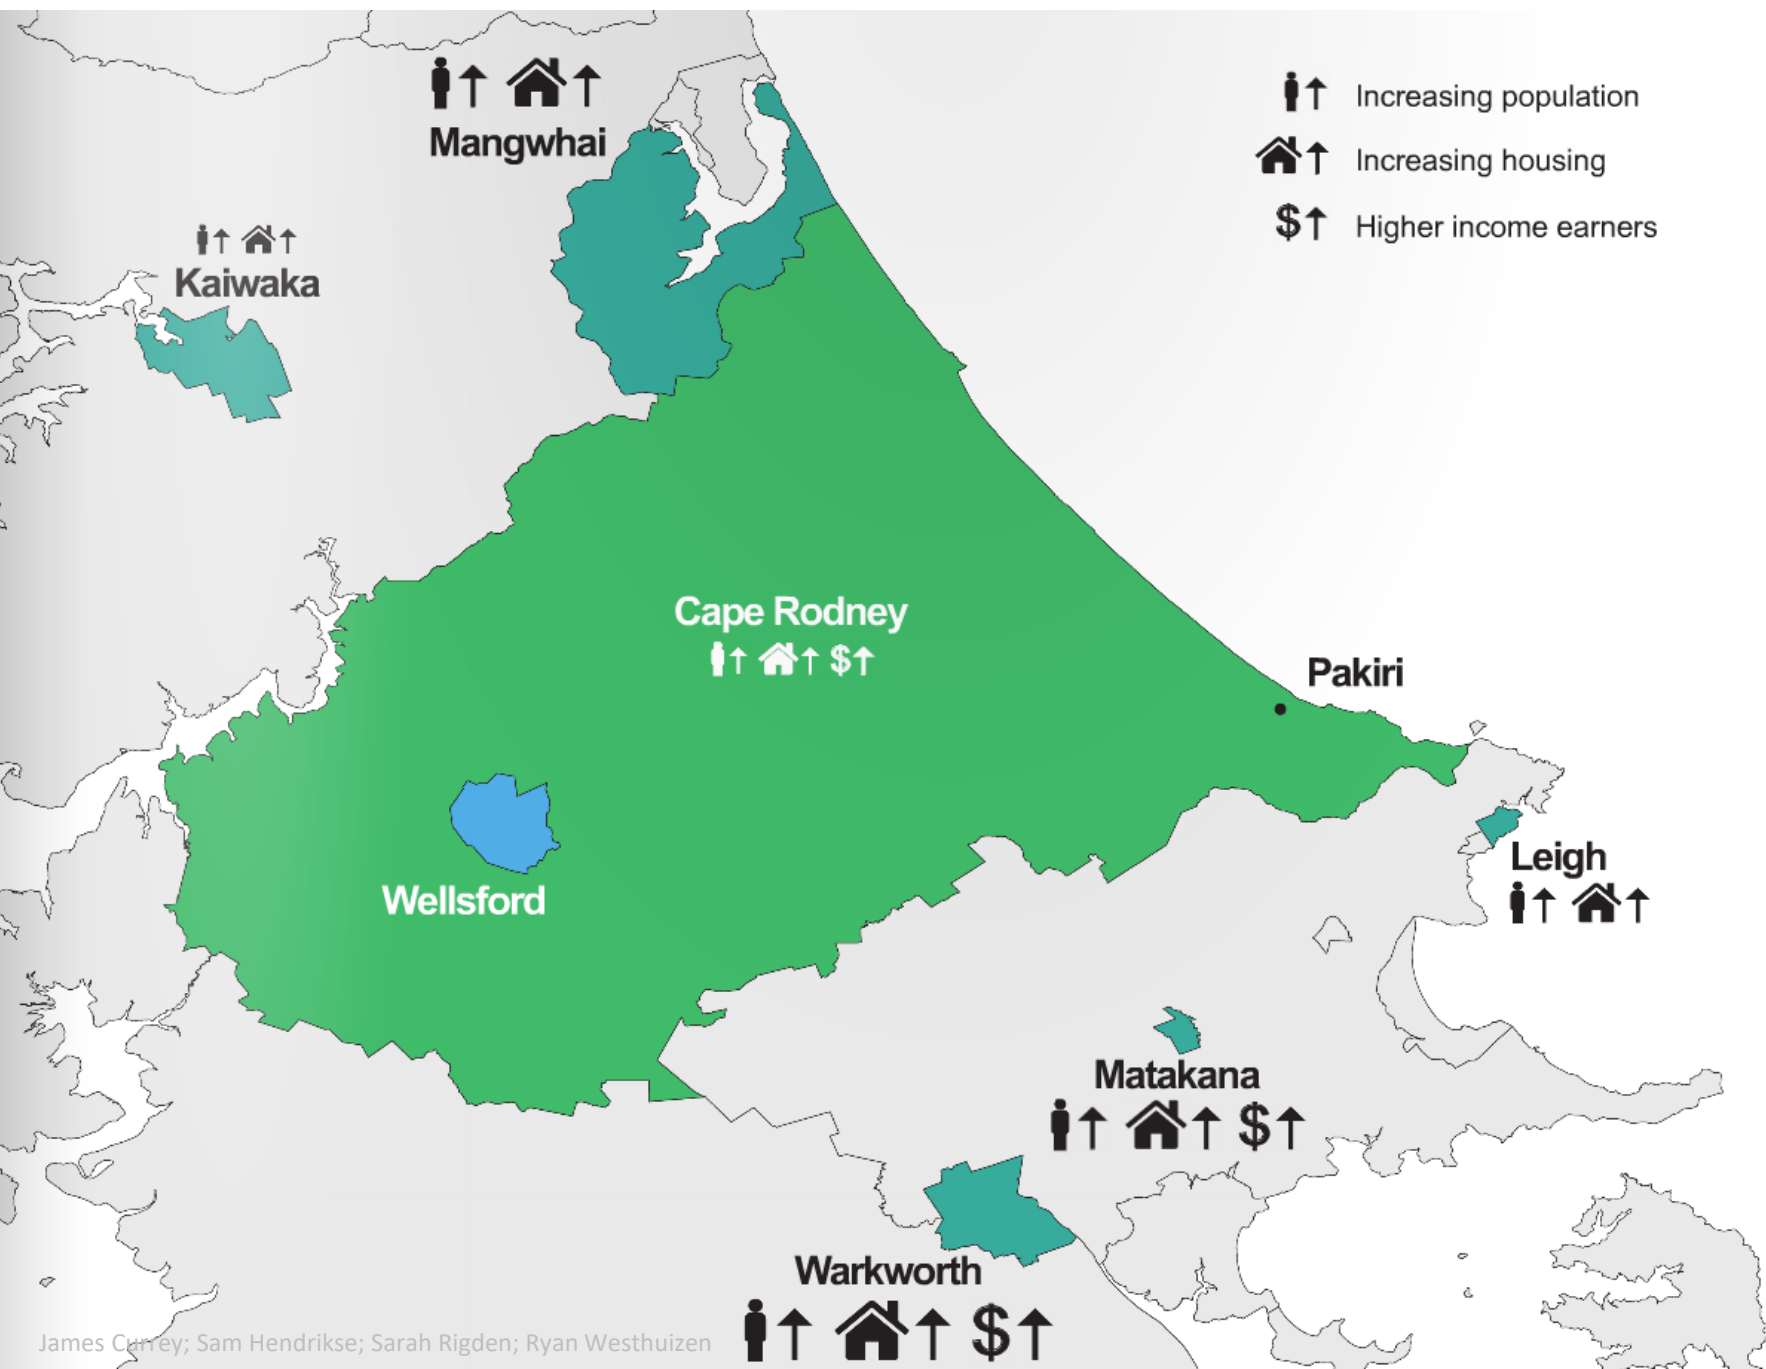 Mangwhai
Increasing population
Increasing housing
$ Higher income earners
Kaiwaka
Cape Rodney
$
Pakiri
Wellsford
Leigh
Matakana
$
Warkworth
$
James Currey; Sam Hendrikse; Sarah Rigden; Ryan Westhuizen